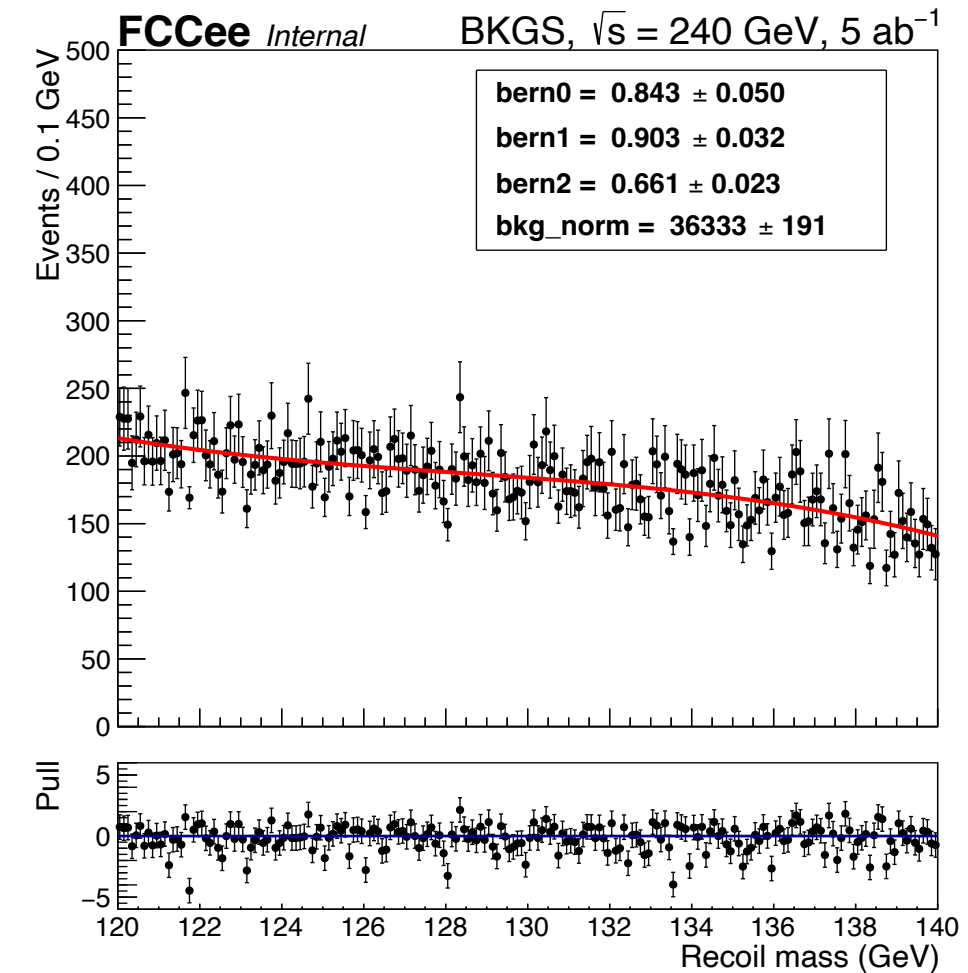 FCCee Internal BKGS, √s = 240 GeV, 5 ab⁻¹
bern0 = 0.843 ± 0.050
bern1 = 0.903 ± 0.032
bern2 = 0.661 ± 0.023
bkg_norm = 36333 ± 191
Events / 0.1 GeV
500
450
400
350
300
250
200
150
100
50
0
Pull
5
0
−5
120 122 124 126 128 130 132 134 136 138 140
Recoil mass (GeV)